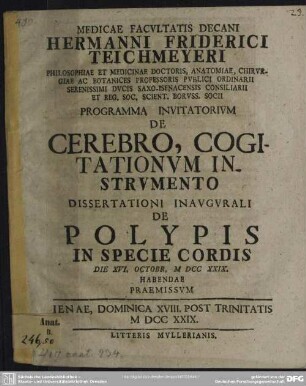 MEDICAE FACVLTATIS DECANI
HERMANNI FRIDERICI
TEICHMEYERI
PHILOSOPHIAE ET MEDICINAE DOCTORIS, ANATOMIAE, CHIRVR-
GIAE AC BOTANICES PROFESSORIS PVBLICI ORDINARII
SERENISSIMI DVCIS SAXO-ISENACENSIS CONSILIARII
ET REG. SOC. SCIENT. BORVSS. SOCII
PROGRAMMA INVITATORIVM
DE
CEREBRO, COGI-
TATIONVM IN-
STRVMENTO
DISSERTATIONI INAVGVRALI
DE
POLYPIS
IN SPECIE CORDIS
DIE XVI. OCTOBR. M DCC XXIX.
HABENDAE
PRAEMISSVM
IENAE, DOMINICA XVIII. POST TRINITATIS
M DCC XXIX.
LITTERIS MVLLERIANIS.
Anat.